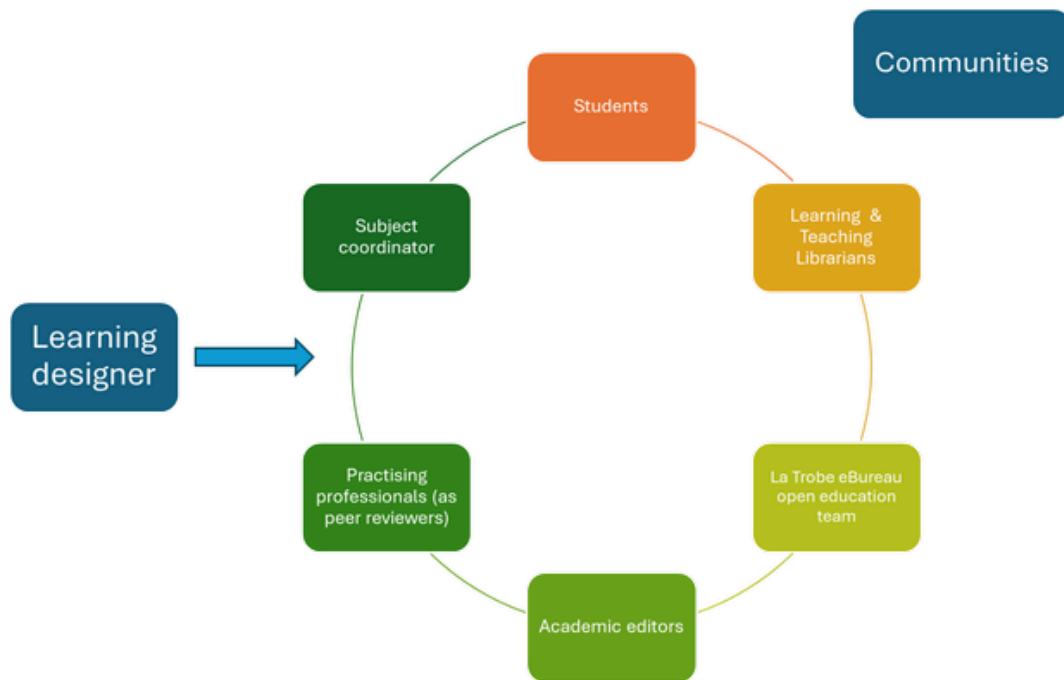 Communities
Students
Learning & 
Teaching
Librarians
Subject
coordinator
Learning
designer
Practising
professionals (as
peer reviewers)
La Trobe eBureau
open education
team
Academic editors